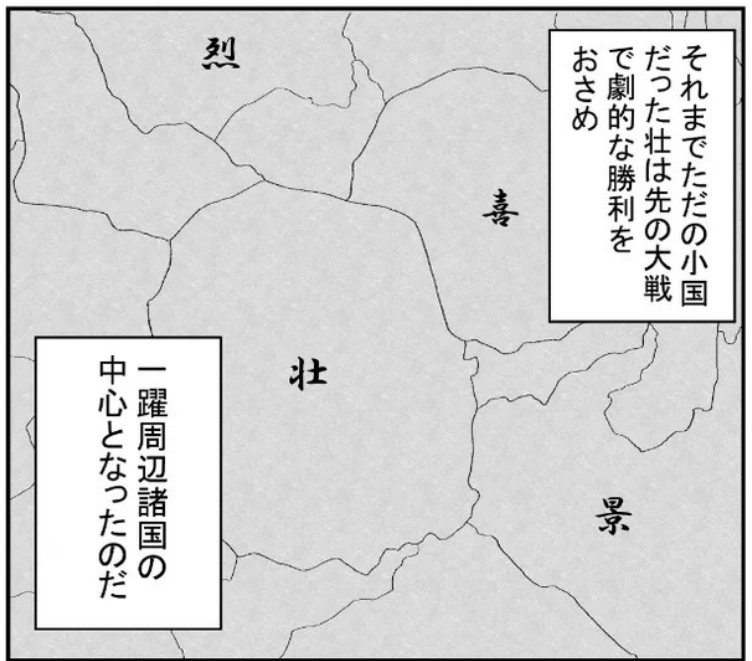 それまでただの小国
だった壮は先の大戦
で劇的な勝利を
おさめ
烈
喜
壮
景
一躍周辺諸国の
中心となったのだ